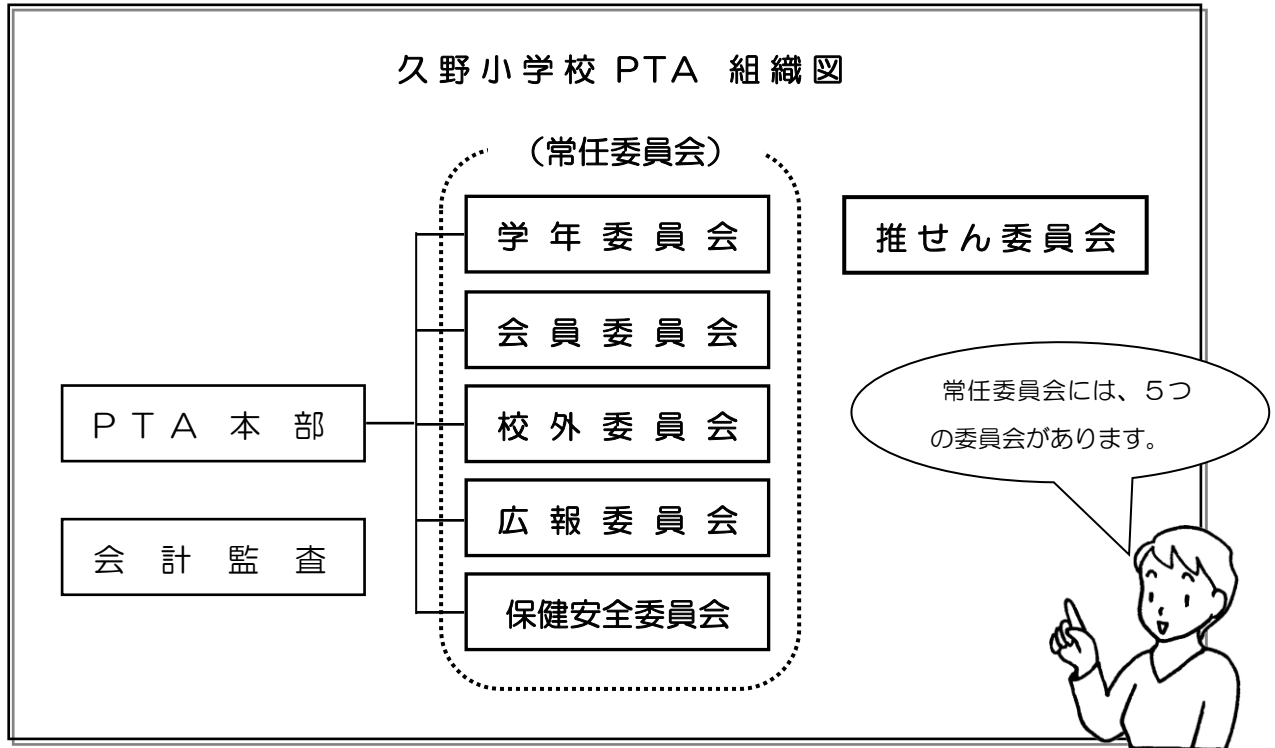 久野小学校 PTA 組織図
（常任委員会）
学年委員会
推せん委員会
会員委員会
校外委員会
広報委員会
保健安全委員会
PTA 本部
会計監査
常任委員会には、５つ
の委員会があります。